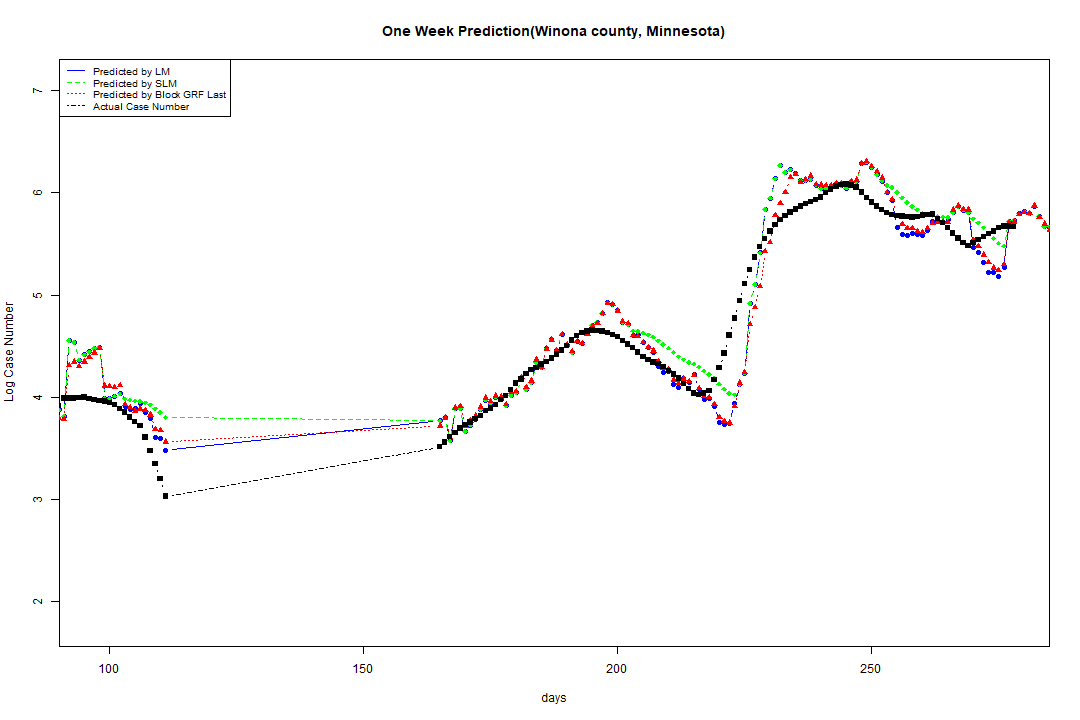 One Week Prediction(Winona county, Minnesota)
Predicted by LM
Predicted by SLM
Predicted by Block GRF Last
Actual Case Number
7
6
5
4
3
2
Log Case Number
100 150 200 250
days